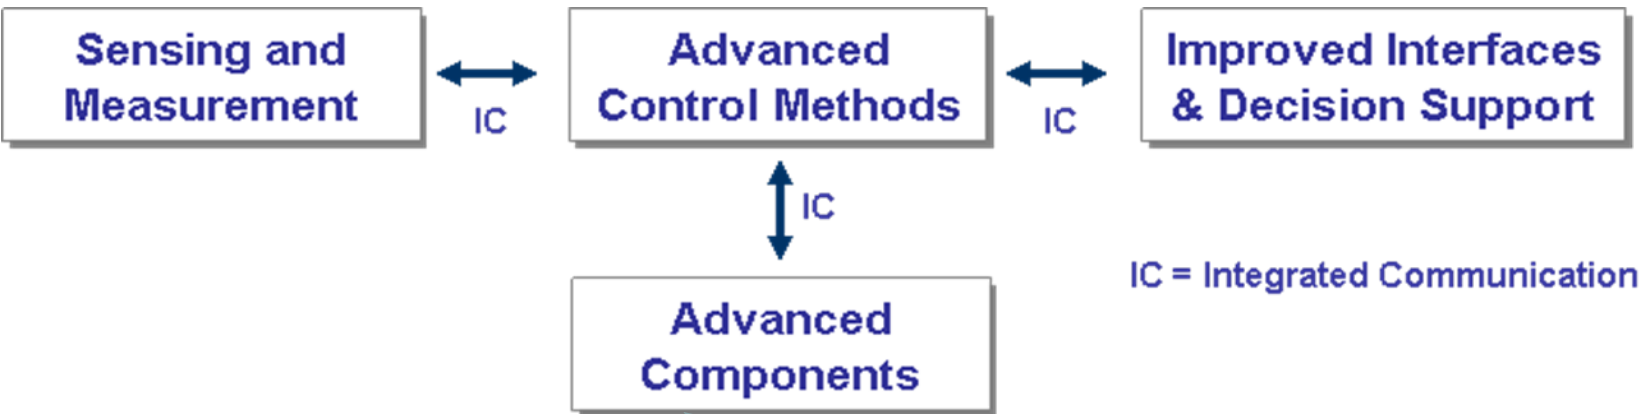 Sensing and
Measurement
IC
Advanced
Control Methods
IC
Improved Interfaces
& Decision Support
IC
IC = Integrated Communication
Advanced
Components